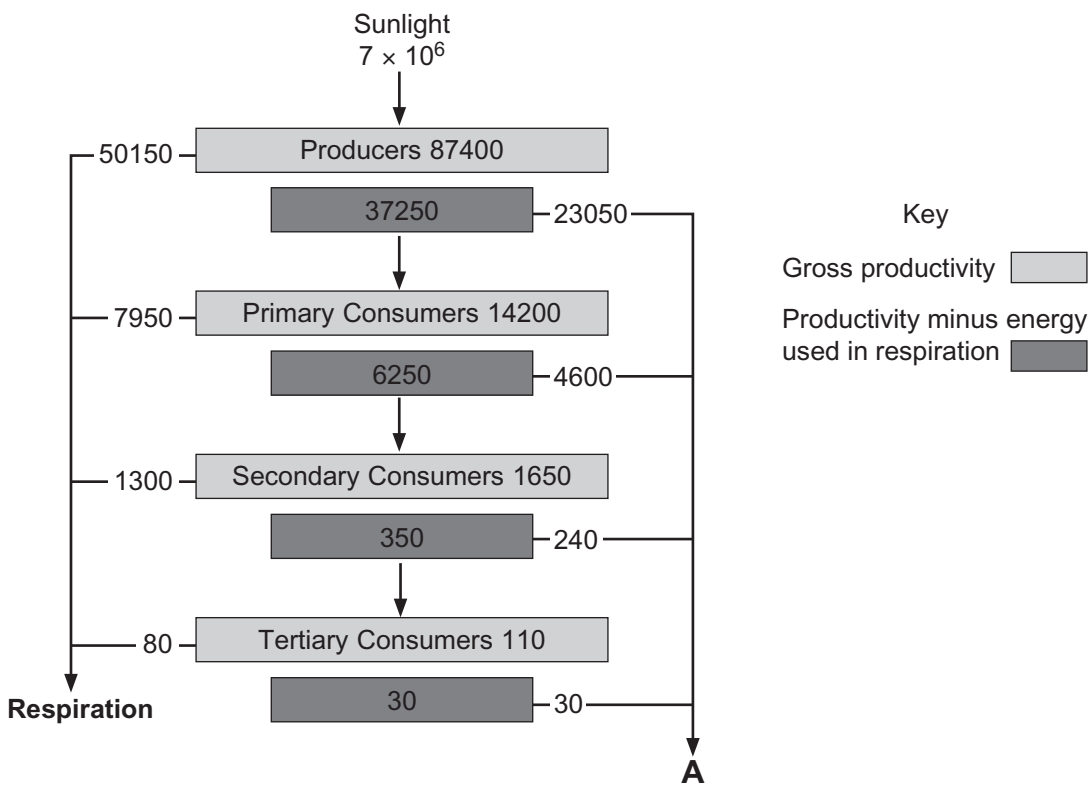 Sunlight
7 × 10⁶
50150
Producers 87400
37250
23050
Key
Gross productivity
7950
Primary Consumers 14200
Productivity minus energy
used in respiration
6250
4600
1300
Secondary Consumers 1650
350
240
80
Tertiary Consumers 110
Respiration
30
30
A